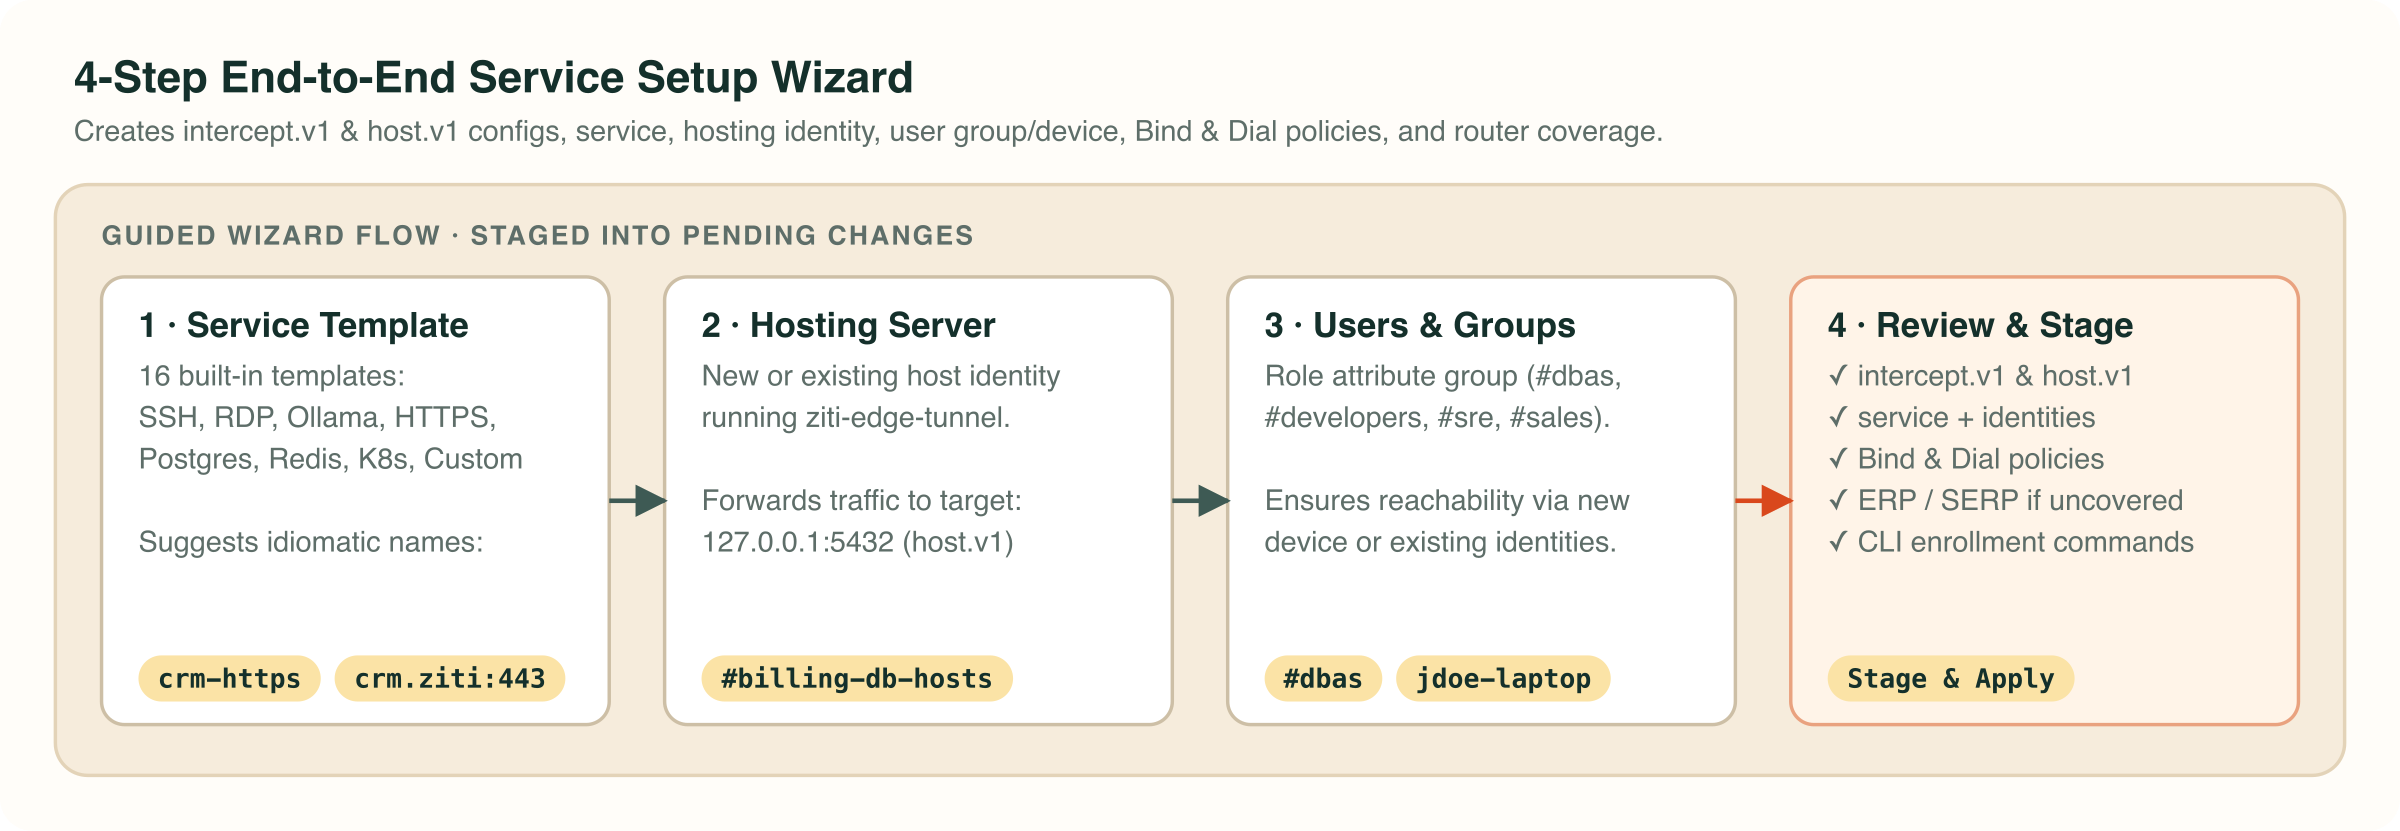 4-Step End-to-End Service Setup Wizard
Creates intercept.v1 & host.v1 configs, service, hosting identity, user group/device, Bind & Dial policies, and router coverage.
GUIDED WIZARD FLOW · STAGED INTO PENDING CHANGES
1 · Service Template
16 built-in templates:
SSH, RDP, Ollama, HTTPS,
Postgres, Redis, K8s, Custom
Suggests idiomatic names:
crm-https crm.ziti:443
2 · Hosting Server
New or existing host identity
running ziti-edge-tunnel.
Forwards traffic to target:
127.0.0.1:5432 (host.v1)
#billing-db-hosts
3 · Users & Groups
Role attribute group (#dbas,
#developers, #sre, #sales).
Ensures reachability via new
device or existing identities.
#dbas jdoe-laptop
4 · Review & Stage
✓ intercept.v1 & host.v1
✓ service + identities
✓ Bind & Dial policies
✓ ERP / SERP if uncovered
✓ CLI enrollment commands
Stage & Apply